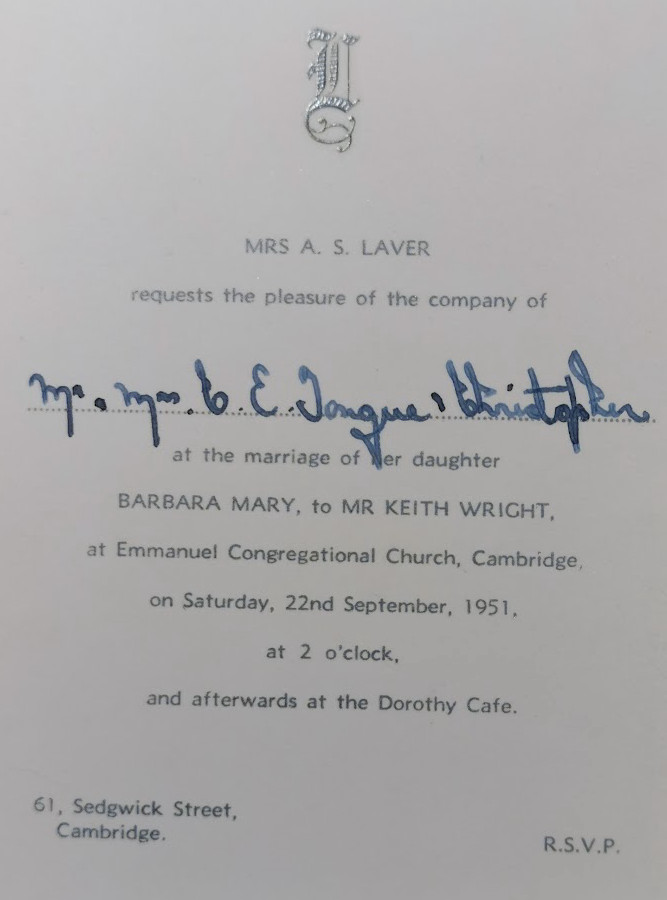 L
MRS A. S. LAVER
requests the pleasure of the company of
Mr. Mrs. E. Tongue, Christopher
at the marriage of her daughter
BARBARA MARY, to MR KEITH WRIGHT,
at Emmanuel Congregational Church, Cambridge,
on Saturday, 22nd September, 1951,
at 2 o'clock,
and afterwards at the Dorothy Cafe.
61, Sedgwick Street,
Cambridge.
R.S.V.P.